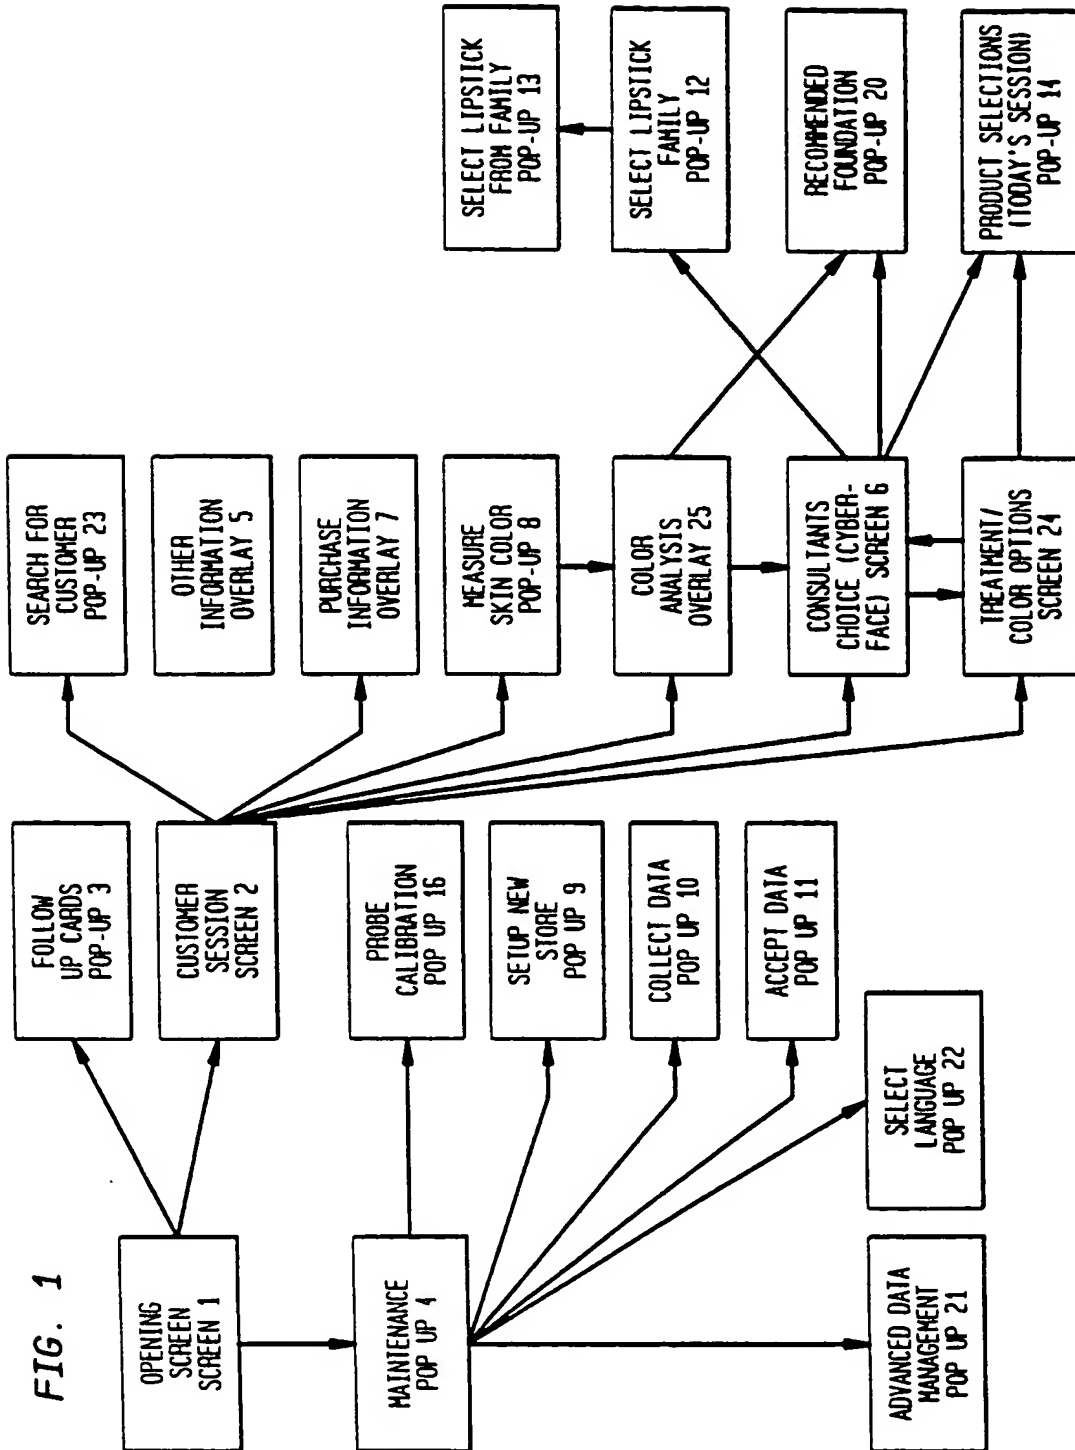 FIG. 1
OPENING
SCREEN
SCREEN 1
FOLLOW
UP CARDS
POP-UP 3
CUSTOMER
SESSION
SCREEN 2
MAINTENANCE
POP UP 4
PROBE
CALIBRATION
POP UP 16
SETUP NEW
STORE
POP UP 9
COLLECT DATA
POP UP 10
ACCEPT DATA
POP UP 11
SELECT
LANGUAGE
POP UP 22
ADVANCED DATA
MANAGEMENT
POP UP 21
SEARCH FOR
CUSTOMER
POP-UP 23
OTHER
INFORMATION
OVERLAY 5
PURCHASE
INFORMATION
OVERLAY 7
MEASURE
SKIN COLOR
POP-UP 8
COLOR
ANALYSIS
OVERLAY 25
CONSULTANTS
CHOICE (CYBER-
FACE) SCREEN 6
TREATMENT/
COLOR OPTIONS
SCREEN 24
SELECT LIPSTICK
FROM FAMILY
POP-UP 13
SELECT LIPSTICK
FAMILY
POP-UP 12
RECOMMENDED
FOUNDATION
POP-UP 20
PRODUCT SELECTIONS
(TODAY'S SESSION)
POP-UP 14